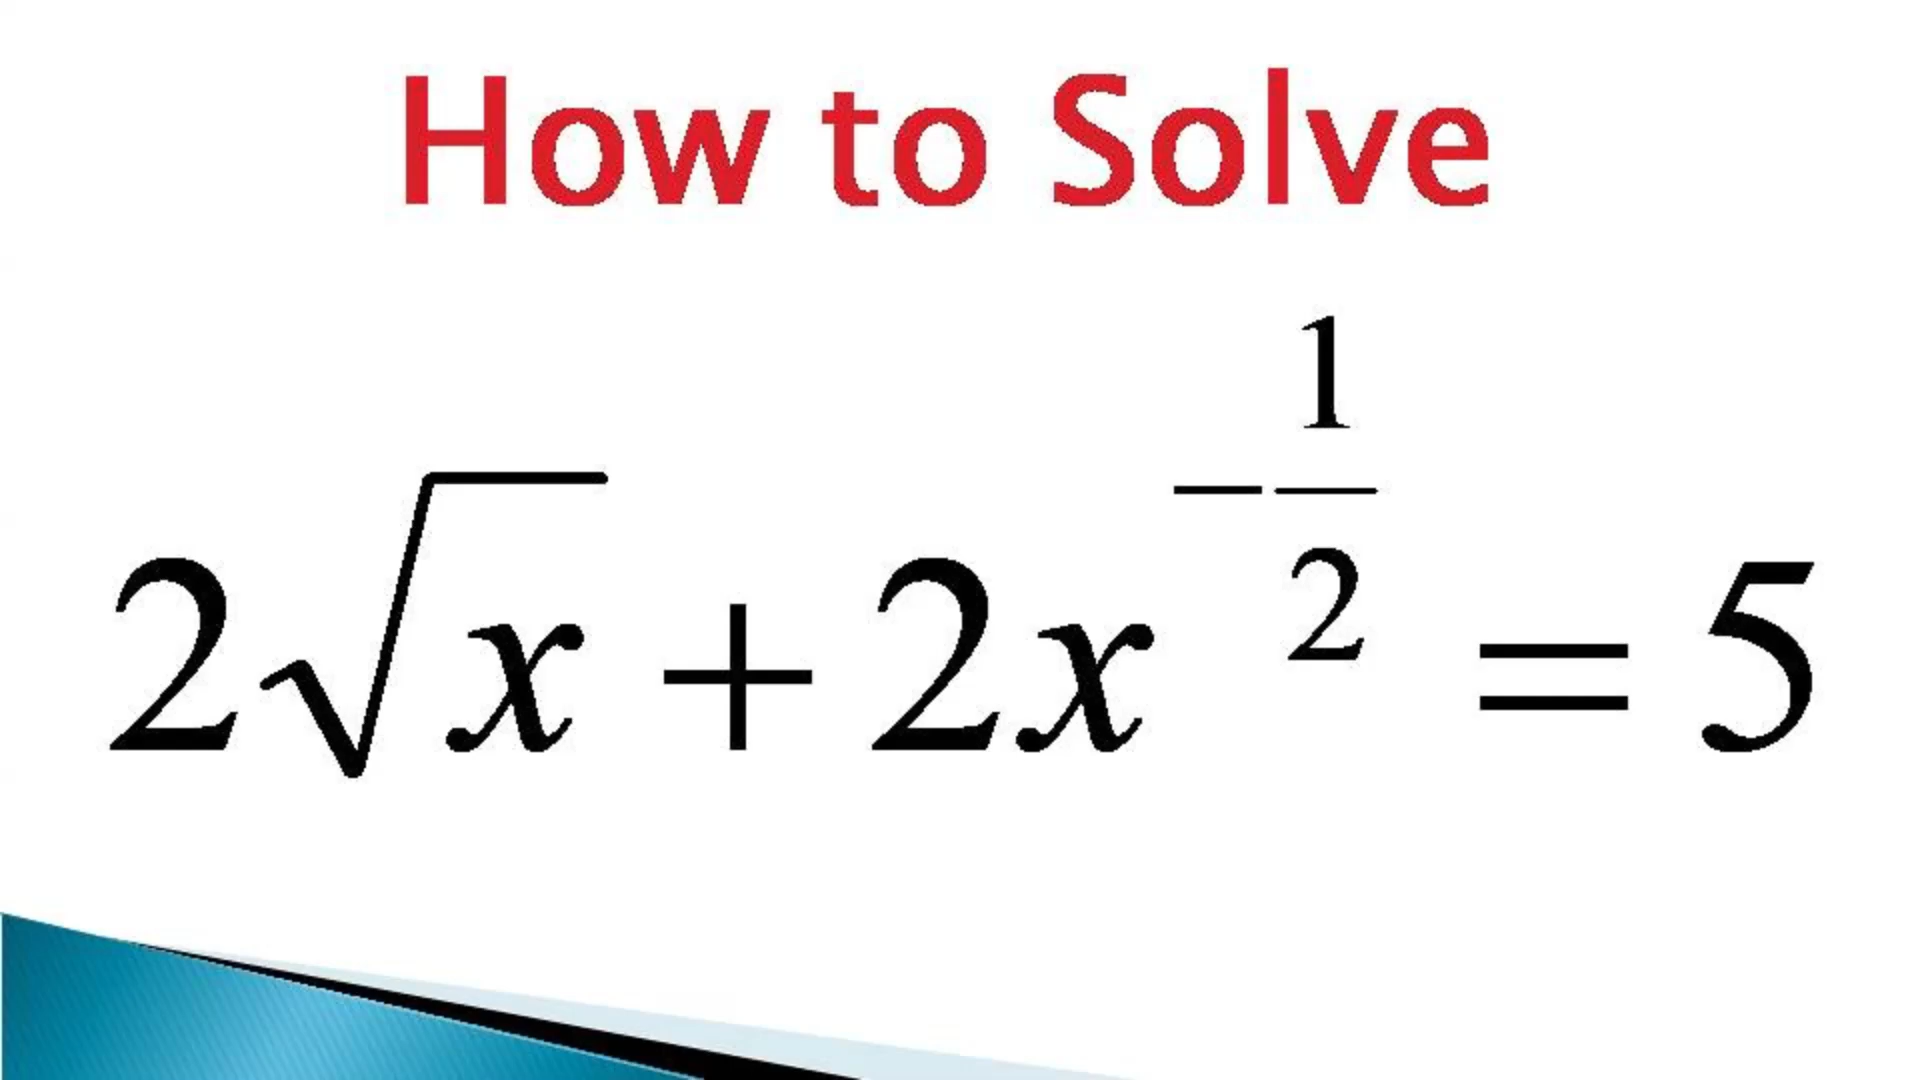 How to Solve
2√x + 2x^(-1/2) = 5